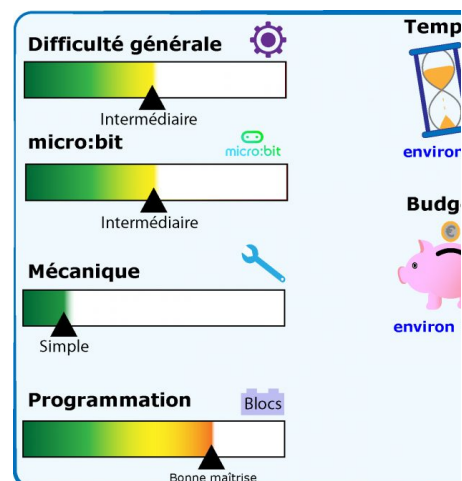 Difficulté générale
Intermédiaire
micro:bit
micro:bit
Intermédiaire
Mécanique
Simple
Programmation
Blocs
Bonne maîtrise
Temp
environ
Budg
€
environ